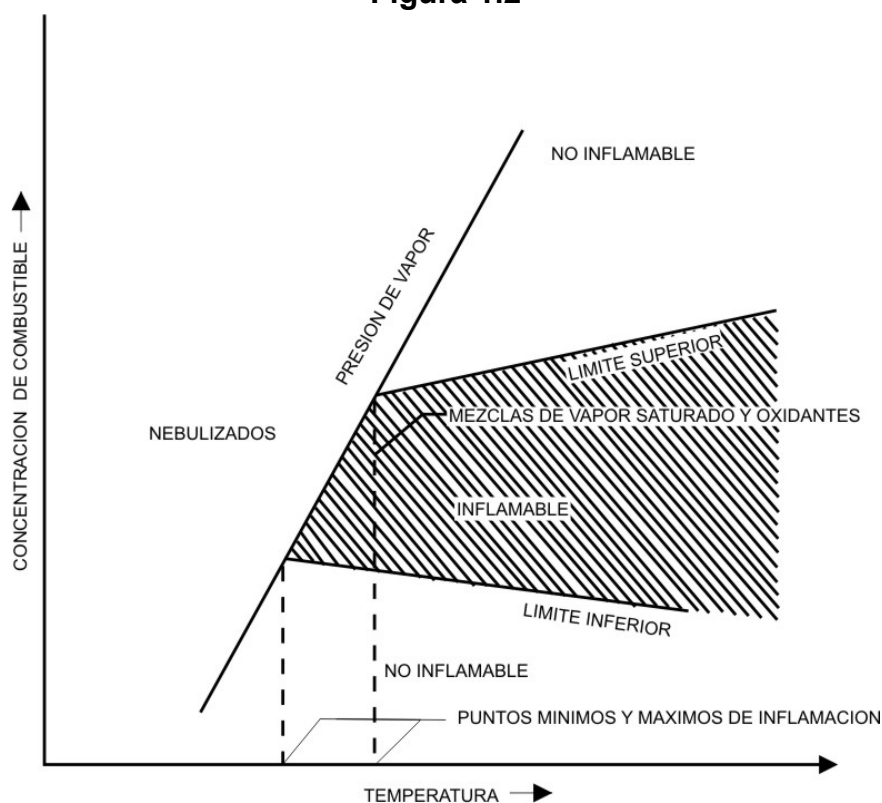 Figura 1.2
NO INFLAMABLE
PRESION DE VAPOR
CONCENTRACION DE COMBUSTIBLE
LIMITE SUPERIOR
MEZCLAS DE VAPOR SATURADO Y OXIDANTES
NEBULIZADOS
INFLAMABLE
LIMITE INFERIOR
NO INFLAMABLE
PUNTOS MINIMOS Y MAXIMOS DE INFLAMACION
TEMPERATURA